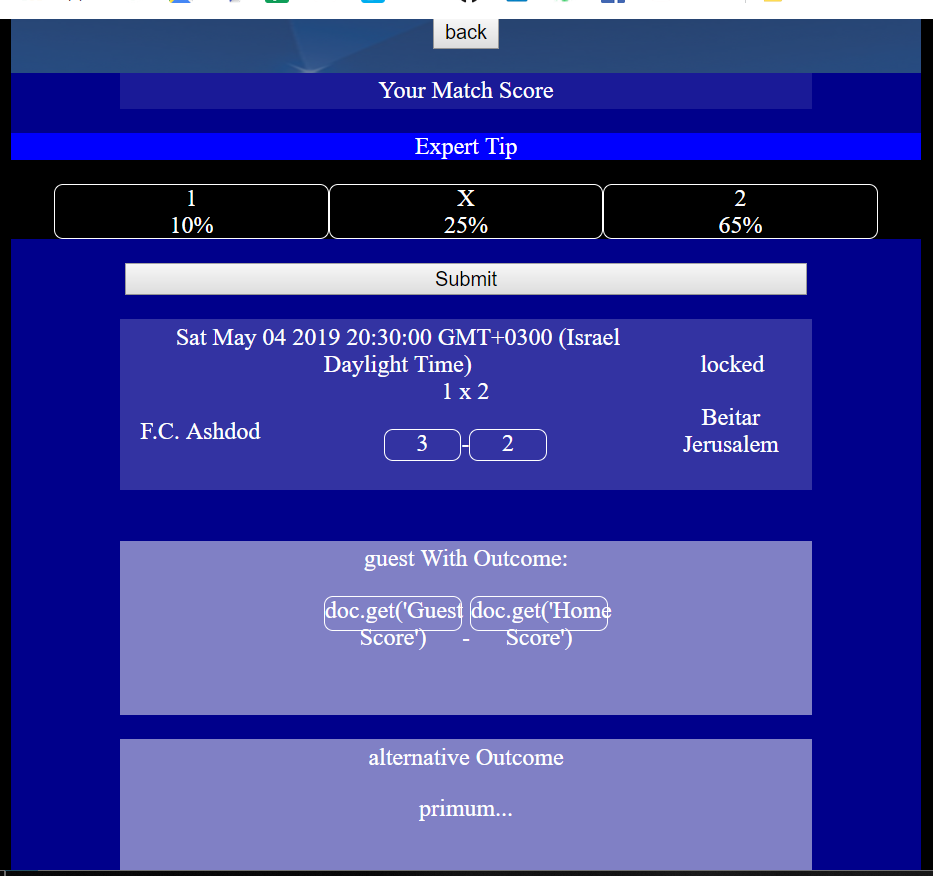 back
Your Match Score
Expert Tip
1 X 2
10% 25% 65%
Submit
Sat May 04 2019 20:30:00 GMT+0300 (Israel
Daylight Time)
locked
1 x 2
F.C. Ashdod
3 - 2
Beitar
Jerusalem
guest With Outcome:
doc.get('Guest doc.get('Home
Score') - Score')
alternative Outcome
primum...